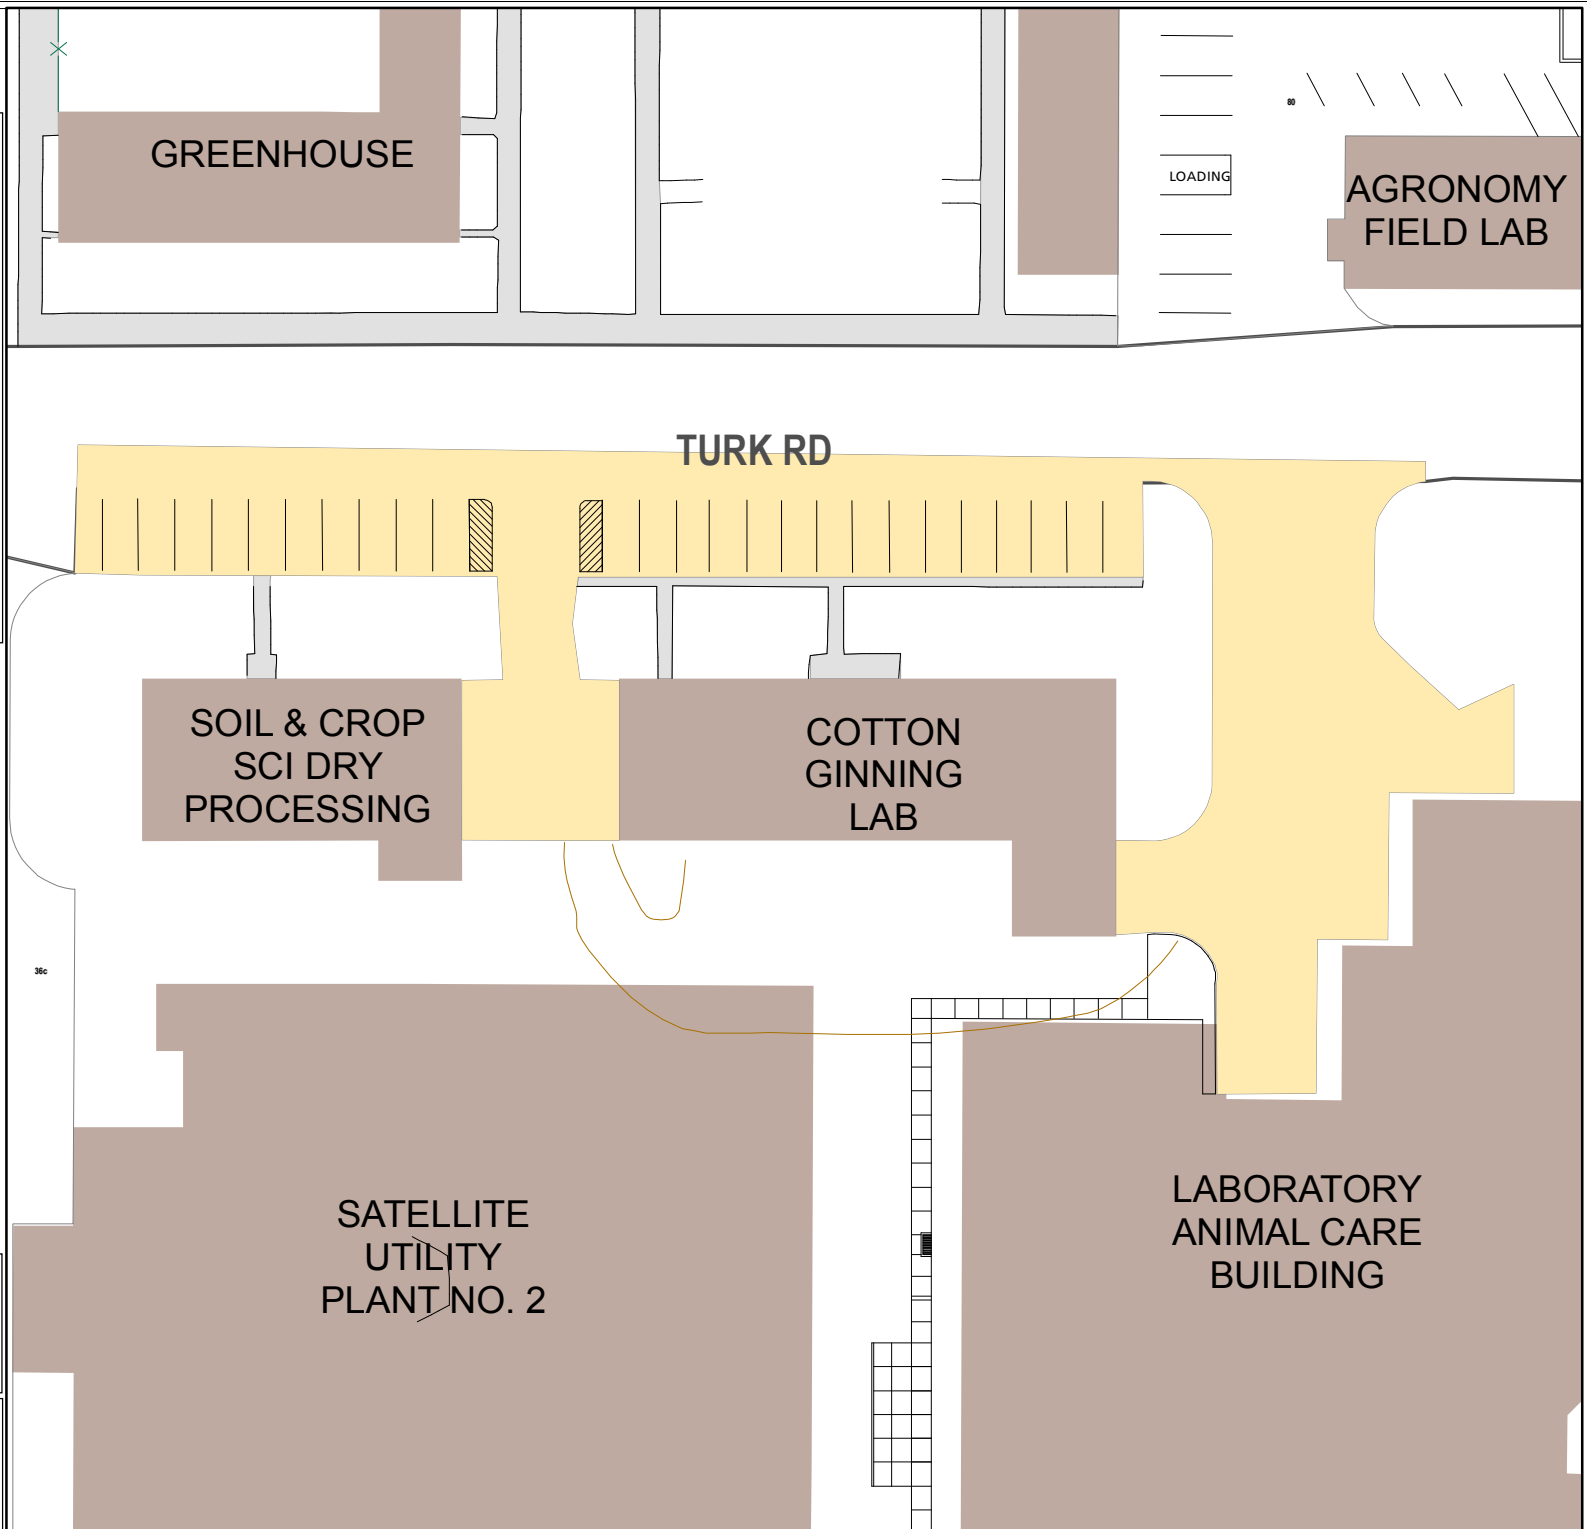 80
GREENHOUSE
LOADING
AGRONOMY
FIELD LAB
TURK RD
SOIL & CROP
SCI DRY
PROCESSING
COTTON
GINNING
LAB
36c
SATELLITE
UTILITY
PLANT NO. 2
LABORATORY
ANIMAL CARE
BUILDING